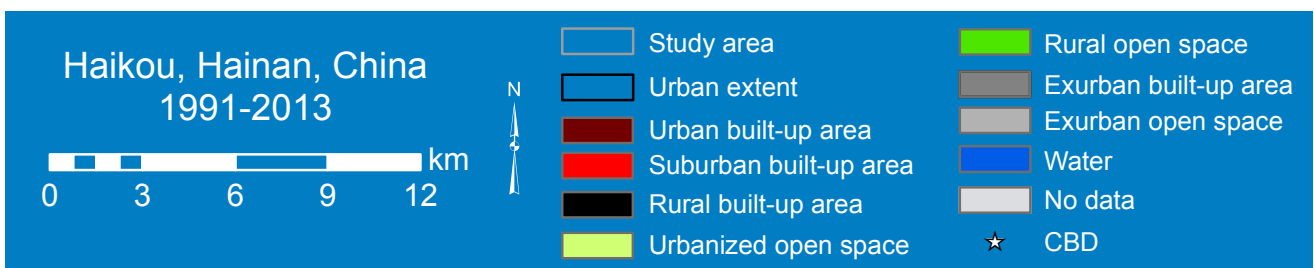 Haikou, Hainan, China
1991-2013
km
0 3 6 9 12
N
Study area
Urban extent
Urban built-up area
Suburban built-up area
Rural built-up area
Urbanized open space
Rural open space
Exurban built-up area
Exurban open space
Water
No data
CBD